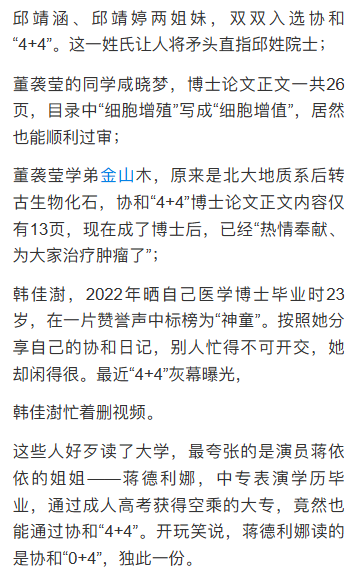 邱靖涵、邱靖婷两姐妹，双双入选协和
“4+4”。这一姓氏让人将矛头直指邱姓院士；
董袭莹的同学咸晓梦，博士论文正文一共26
页，目录中“细胞增殖”写成“细胞增值”，居然
也能顺利过审；
董袭莹学弟金山木，原来是北大地质系后转
古生物化石，协和“4+4”博士论文正文内容仅
有13页，现在成了博士后，已经“热情奉献、
为大家治疗肿瘤了”；
韩佳澍，2022年晒自己医学博士毕业时23
岁，在一片赞誉声中标榜为“神童”。按照她分
享自己的协和日记，别人忙得不可开交，她
却闲得很。最近“4+4”灰幕曝光，
韩佳澍忙着删视频。
这些人好歹读了大学，最夸张的是演员蒋依
依的姐姐——蒋德利娜，中专表演学历毕
业，通过成人高考获得空乘的大专，竟然也
能通过协和“4+4”。开玩笑说，蒋德利娜读的
是协和“0+4”，独此一份。